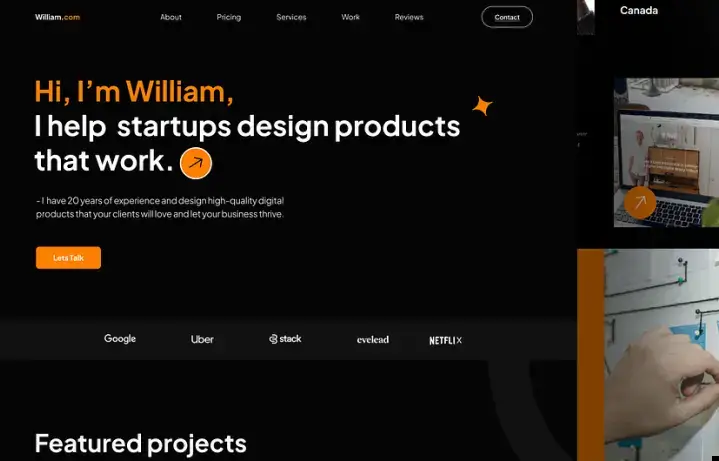 William.com
About
Pricing
Services
Work
Reviews
Contact
Hi, I’m William,
I help startups design products
that work.
- I have 20 years of experience and design high-quality digital
products that your clients will love and let your business thrive.
Lets Talk
Google
Uber
stack
evelead
NETFLIX
Featured projects
Canada